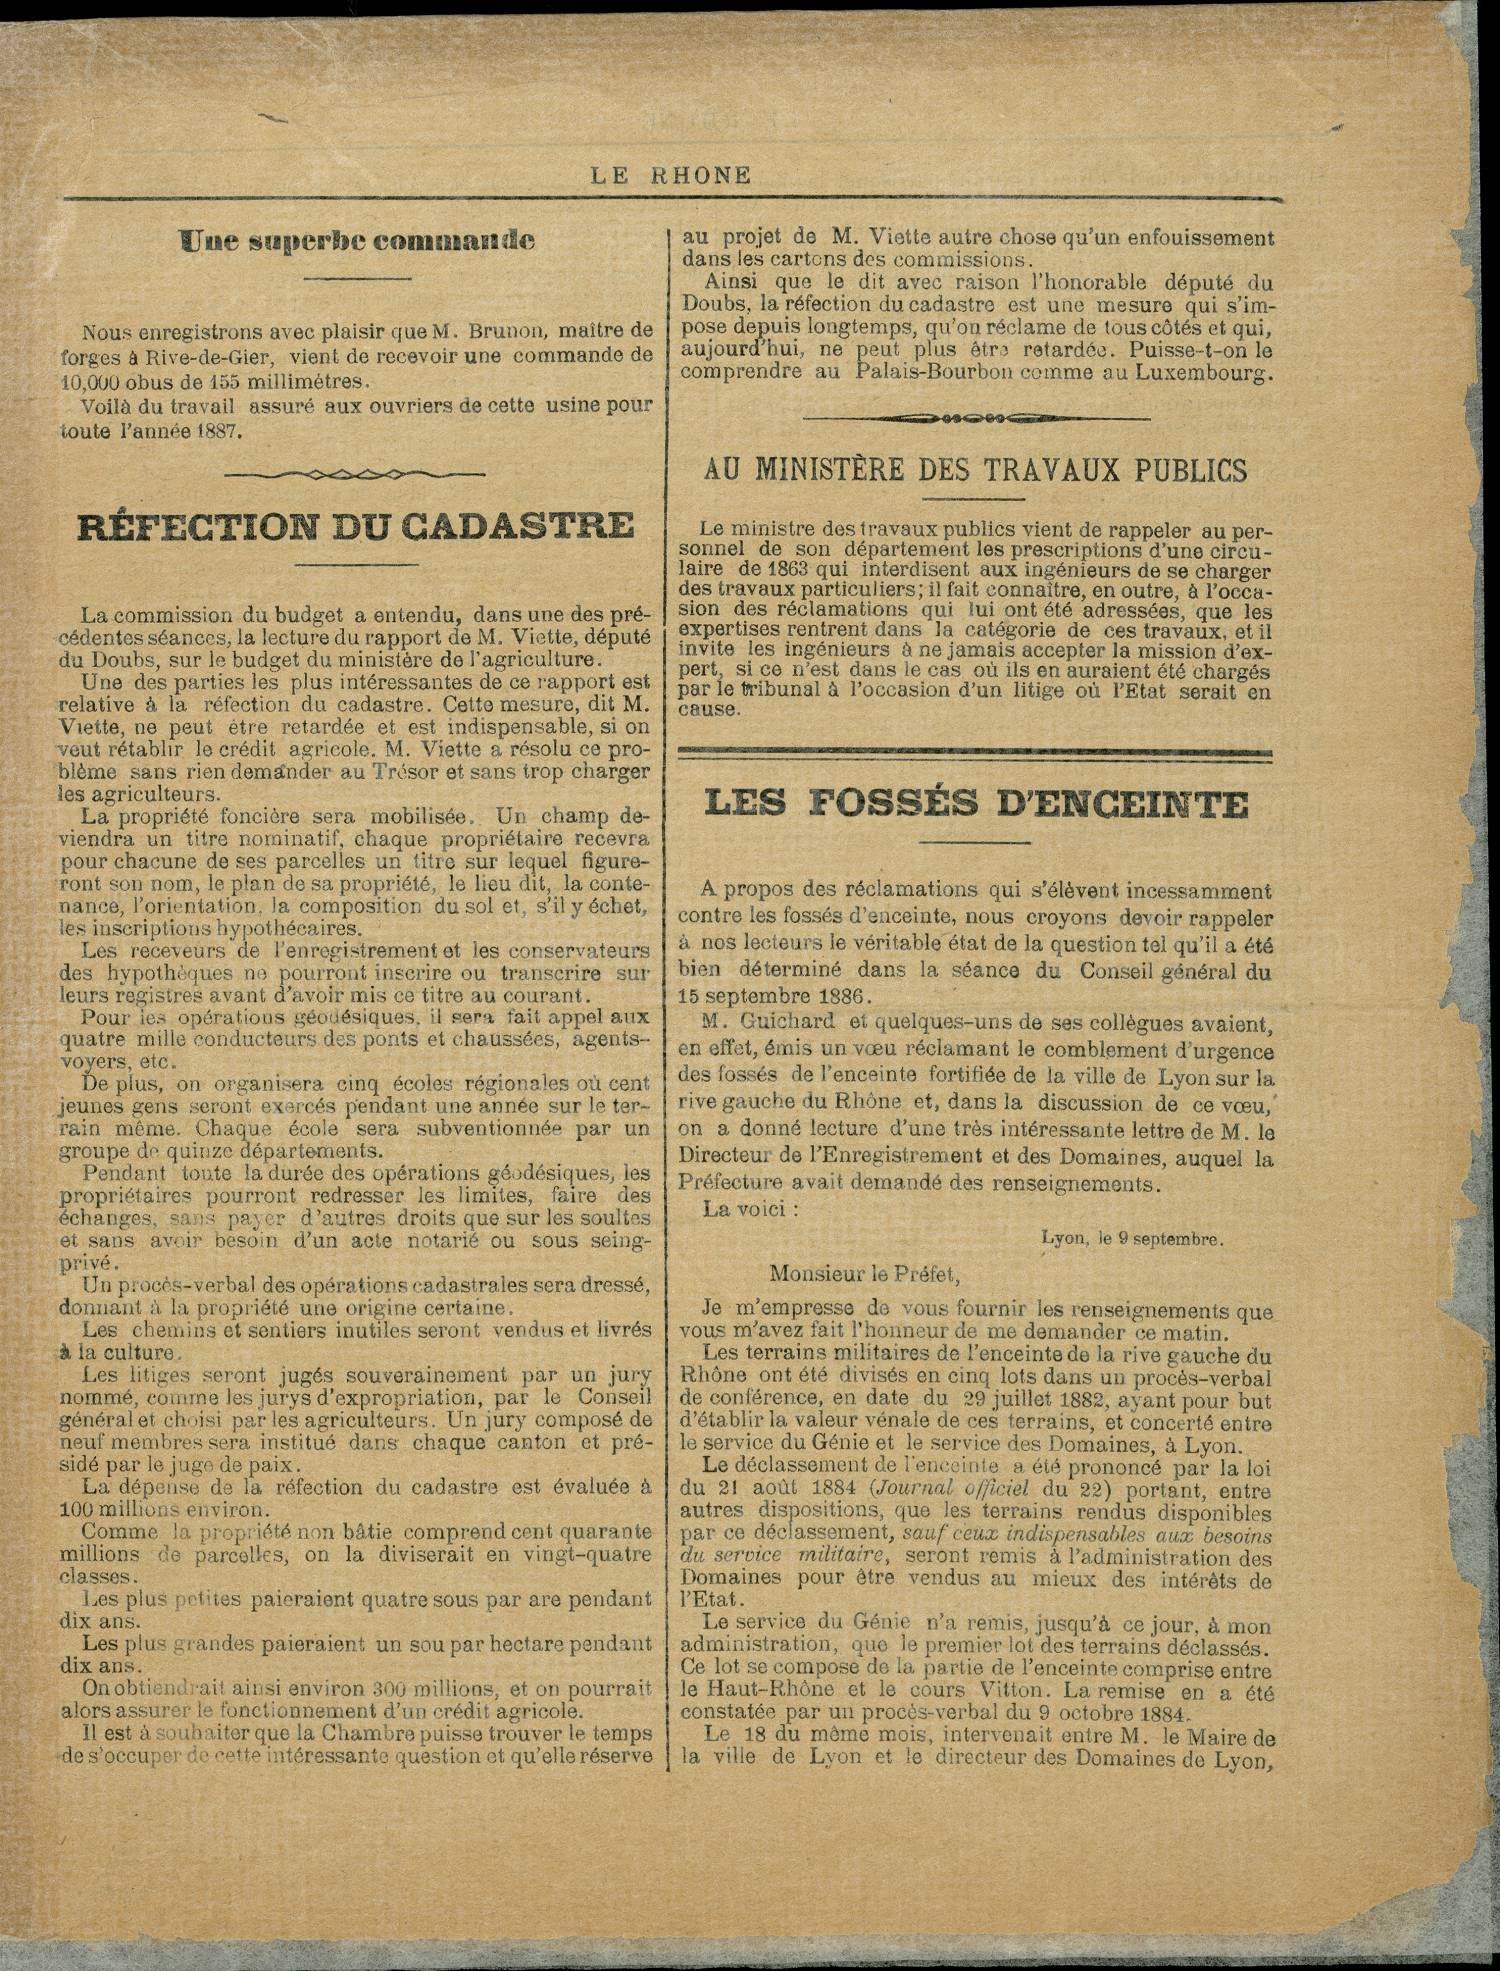 LE RHONE
Une superbe commande
Nous enregistrons avec plaisir que M. Brunon, maître de
forges à Rive-de-Gier, vient de recevoir une commande de
10,000 obus de 155 millimètres.
Voilà du travail assuré aux ouvriers de cette usine pour
toute l'année 1887.
RÉFECTION DU CADASTRE
La commission du budget a entendu, dans une des pré-
cédentes séances, la lecture du rapport de M. Viette, député
du Doubs, sur le budget du ministère de l'agriculture.
Une des parties les plus intéressantes de ce rapport est
relative à la réfection du cadastre. Cette mesure, dit M.
Viette, ne peut être retardée et est indispensable, si on
veut rétablir le crédit agricole. M. Viette a résolu ce pro-
blème sans rien demander au Trésor et sans trop charger
les agriculteurs.
La propriété foncière sera mobilisée. Un champ de-
viendra un titre nominatif, chaque propriétaire recevra
pour chacune de ses parcelles un titre sur lequel figure-
ront son nom, le plan de sa propriété, le lieu dit, la conte-
nance, l'orientation, la composition du sol et, s'il y échet,
les inscriptions hypothécaires.
Les receveurs de l'enregistrement et les conservateurs
des hypothèques ne pourront inscrire ou transcrire sur
leurs registres avant d'avoir mis ce titre au courant.
Pour les opérations géodésiques, il sera fait appel aux
quatre mille conducteurs des ponts et chaussées, agents-
voyers, etc.
De plus, on organisera cinq écoles régionales où cent
jeunes gens seront exercés pendant une année sur le ter-
rain même. Chaque école sera subventionnée par un
groupe de quinze départements.
Pendant toute la durée des opérations géodésiques, les
propriétaires pourront redresser les limites, faire des
échanges, sans payer d'autres droits que sur les soultes
et sans avoir besoin d'un acte notarié ou sous seing-
privé.
Un procès-verbal des opérations cadastrales sera dressé,
donnant à la propriété une origine certaine.
Les chemins et sentiers inutiles seront vendus et livrés
à la culture.
Les litiges seront jugés souverainement par un jury
nommé, comme les jurys d'expropriation, par le Conseil
général et choisi par les agriculteurs. Un jury composé de
neuf membres sera institué dans chaque canton et pré-
sidé par le juge de paix.
La dépense de la réfection du cadastre est évaluée à
100 millions environ.
Comme la propriété non bâtie comprend cent quarante
millions de parcelles, on la diviserait en vingt-quatre
classes.
Les plus petites paieraient quatre sous par are pendant
dix ans.
Les plus grandes paieraient un sou par hectare pendant
dix ans.
On obtiendrait ainsi environ 300 millions, et on pourrait
alors assurer le fonctionnement d'un crédit agricole.
Il est à souhaiter que la Chambre puisse trouver le temps
de s'occuper de cette intéressante question et qu'elle réserve
au projet de M. Viette autre chose qu'un enfouissement
dans les cartons des commissions.
Ainsi que le dit avec raison l'honorable député du
Doubs, la réfection du cadastre est une mesure qui s'im-
pose depuis longtemps, qu'on réclame de tous côtés et qui,
aujourd'hui, ne peut plus être retardée. Puisse-t-on le
comprendre au Palais-Bourbon comme au Luxembourg.
AU MINISTÈRE DES TRAVAUX PUBLICS
Le ministre des travaux publics vient de rappeler au per-
sonnel de son département les prescriptions d'une circu-
laire de 1863 qui interdisent aux ingénieurs de se charger
des travaux particuliers; il fait connaître, en outre, à l'occa-
sion des réclamations qui lui ont été adressées, que les
expertises rentrent dans la catégorie de ces travaux, et il
invite les ingénieurs à ne jamais accepter la mission d'ex-
pert, si ce n'est dans le cas où ils en auraient été chargés
par le tribunal à l'occasion d'un litige où l'Etat serait en
cause.
LES FOSSÉS D'ENCEINTE
A propos des réclamations qui s'élèvent incessamment
contre les fossés d'enceinte, nous croyons devoir rappeler
à nos lecteurs le véritable état de la question tel qu'il a été
bien déterminé dans la séance du Conseil général du
15 septembre 1886.
M. Guichard et quelques-uns de ses collègues avaient,
en effet, émis un vœu réclamant le comblement d'urgence
des fossés de l'enceinte fortifiée de la ville de Lyon sur la
rive gauche du Rhône et, dans la discussion de ce vœu,
on a donné lecture d'une très intéressante lettre de M. le
Directeur de l'Enregistrement et des Domaines, auquel la
Préfecture avait demandé des renseignements.
La voici :
Lyon, le 9 septembre.
Monsieur le Préfet,
Je m'empresse de vous fournir les renseignements que
vous m'avez fait l'honneur de me demander ce matin.
Les terrains militaires de l'enceinte de la rive gauche du
Rhône ont été divisés en cinq lots dans un procès-verbal
de conférence, en date du 29 juillet 1882, ayant pour but
d'établir la valeur vénale de ces terrains, et concerté entre
le service du Génie et le service des Domaines, à Lyon.
Le déclassement de l'enceinte a été prononcé par la loi
du 21 août 1884 (Journal officiel du 22) portant, entre
autres dispositions, que les terrains rendus disponibles
par ce déclassement, sauf ceux indispensables aux besoins
du service militaire, seront remis à l'administration des
Domaines pour être vendus au mieux des intérêts de
l'Etat.
Le service du Génie n'a remis, jusqu'à ce jour, à mon
administration, que le premier lot des terrains déclassés.
Ce lot se compose de la partie de l'enceinte comprise entre
le Haut-Rhône et le cours Vitton. La remise en a été
constatée par un procès-verbal du 9 octobre 1884.
Le 18 du même mois, intervenait entre M. le Maire de
la ville de Lyon et le directeur des Domaines de Lyon,